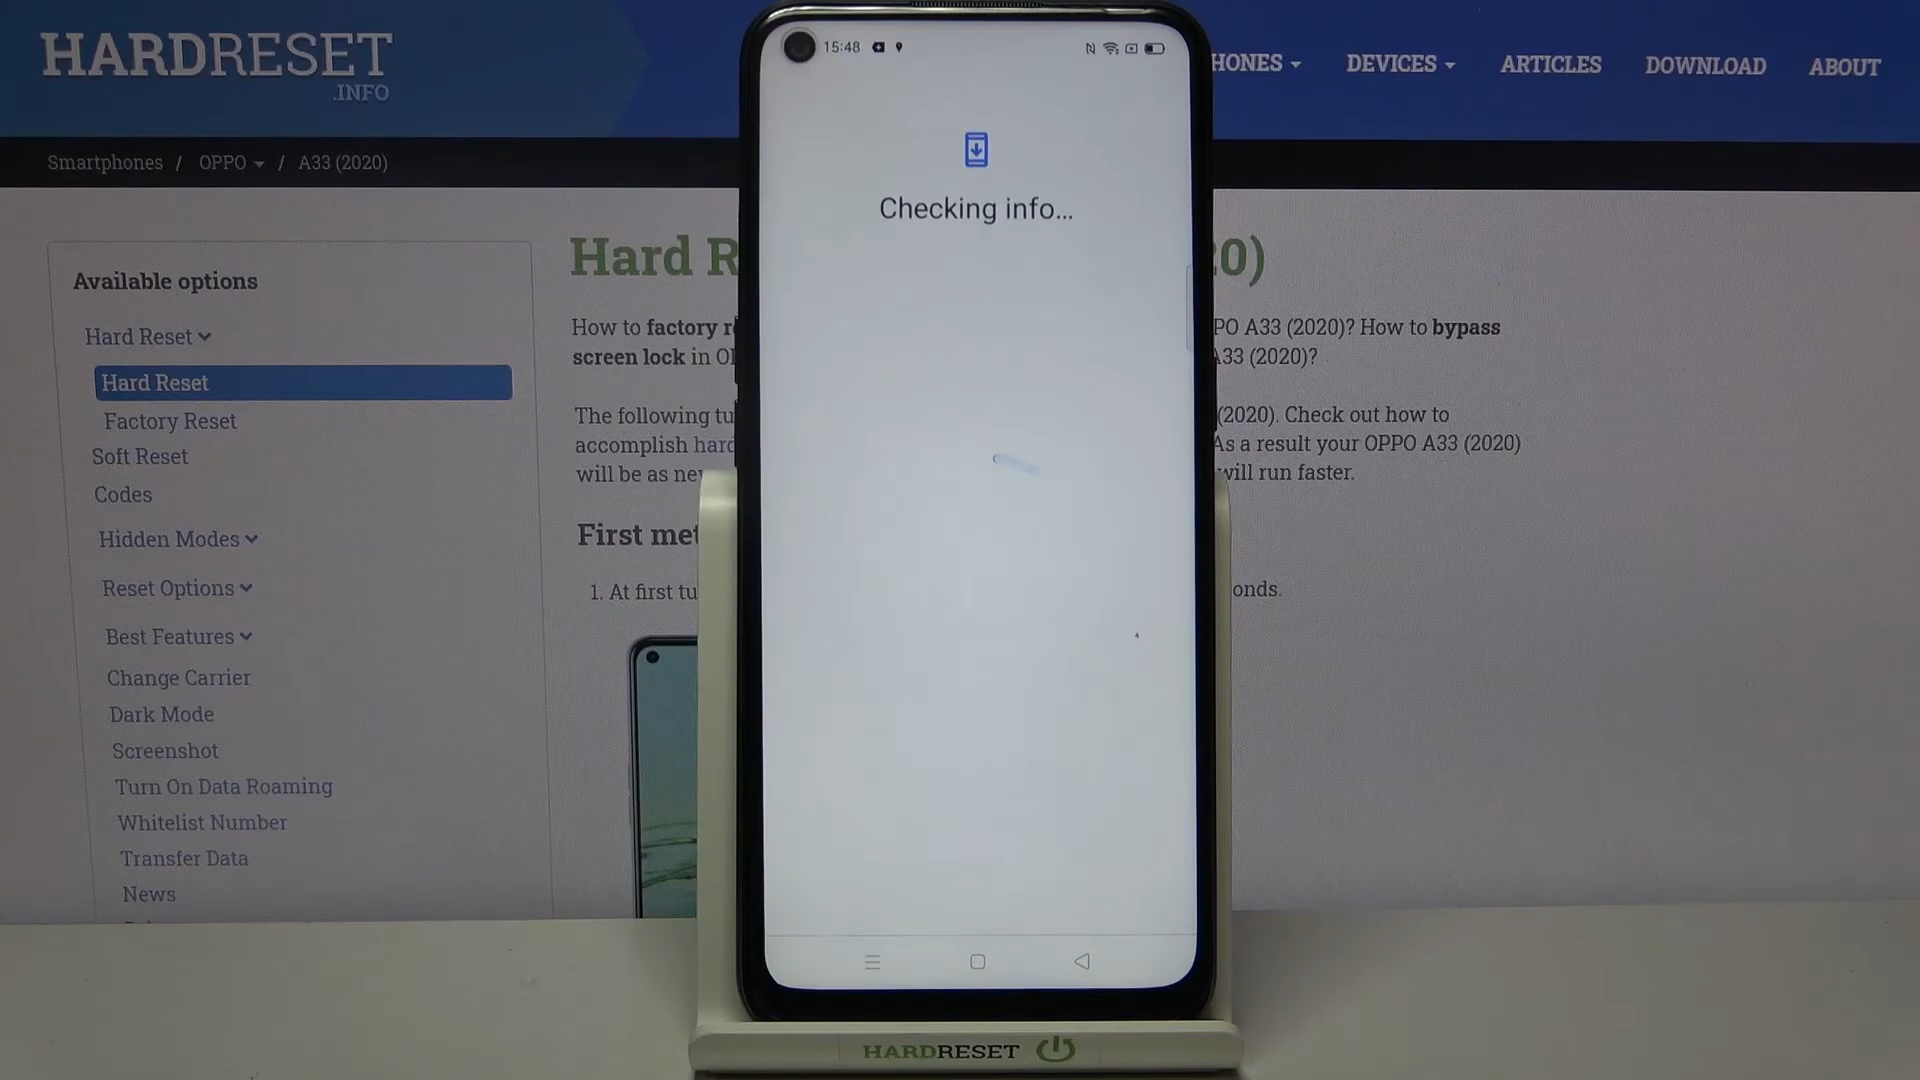 HARDRESET
.INFO
HONES
DEVICES
ARTICLES
DOWNLOAD
ABOUT
Smartphones / OPPO / A33 (2020)
15:48
Checking info...
Available options
Hard Reset
Hard Reset
Factory Reset
Soft Reset
Codes
Hidden Modes
Reset Options
Best Features
Change Carrier
Dark Mode
Screenshot
Turn On Data Roaming
Whitelist Number
Transfer Data
News
Hard R 20)
How to factory r PO A33 (2020)? How to bypass
screen lock in O A33 (2020)?
The following tu (2020). Check out how to
accomplish hard As a result your OPPO A33 (2020)
will be as new will run faster.
First met
1. At first tu onds.
HARDRESET